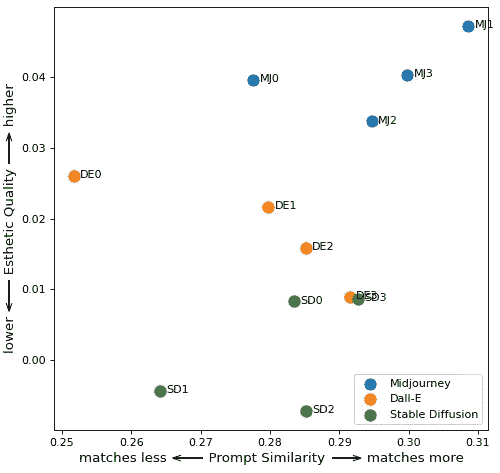 MJ1
MJ3
MJ0
MJ2
DE0
DE1
DE2
DE3
SD3
SD0
SD1
SD2
0.04
0.03
0.02
0.01
0.00
lower ← Esthetic Quality → higher
Midjourney
Dall-E
Stable Diffusion
0.25 0.26 0.27 0.28 0.29 0.30 0.31
matches less ← Prompt Similarity → matches more